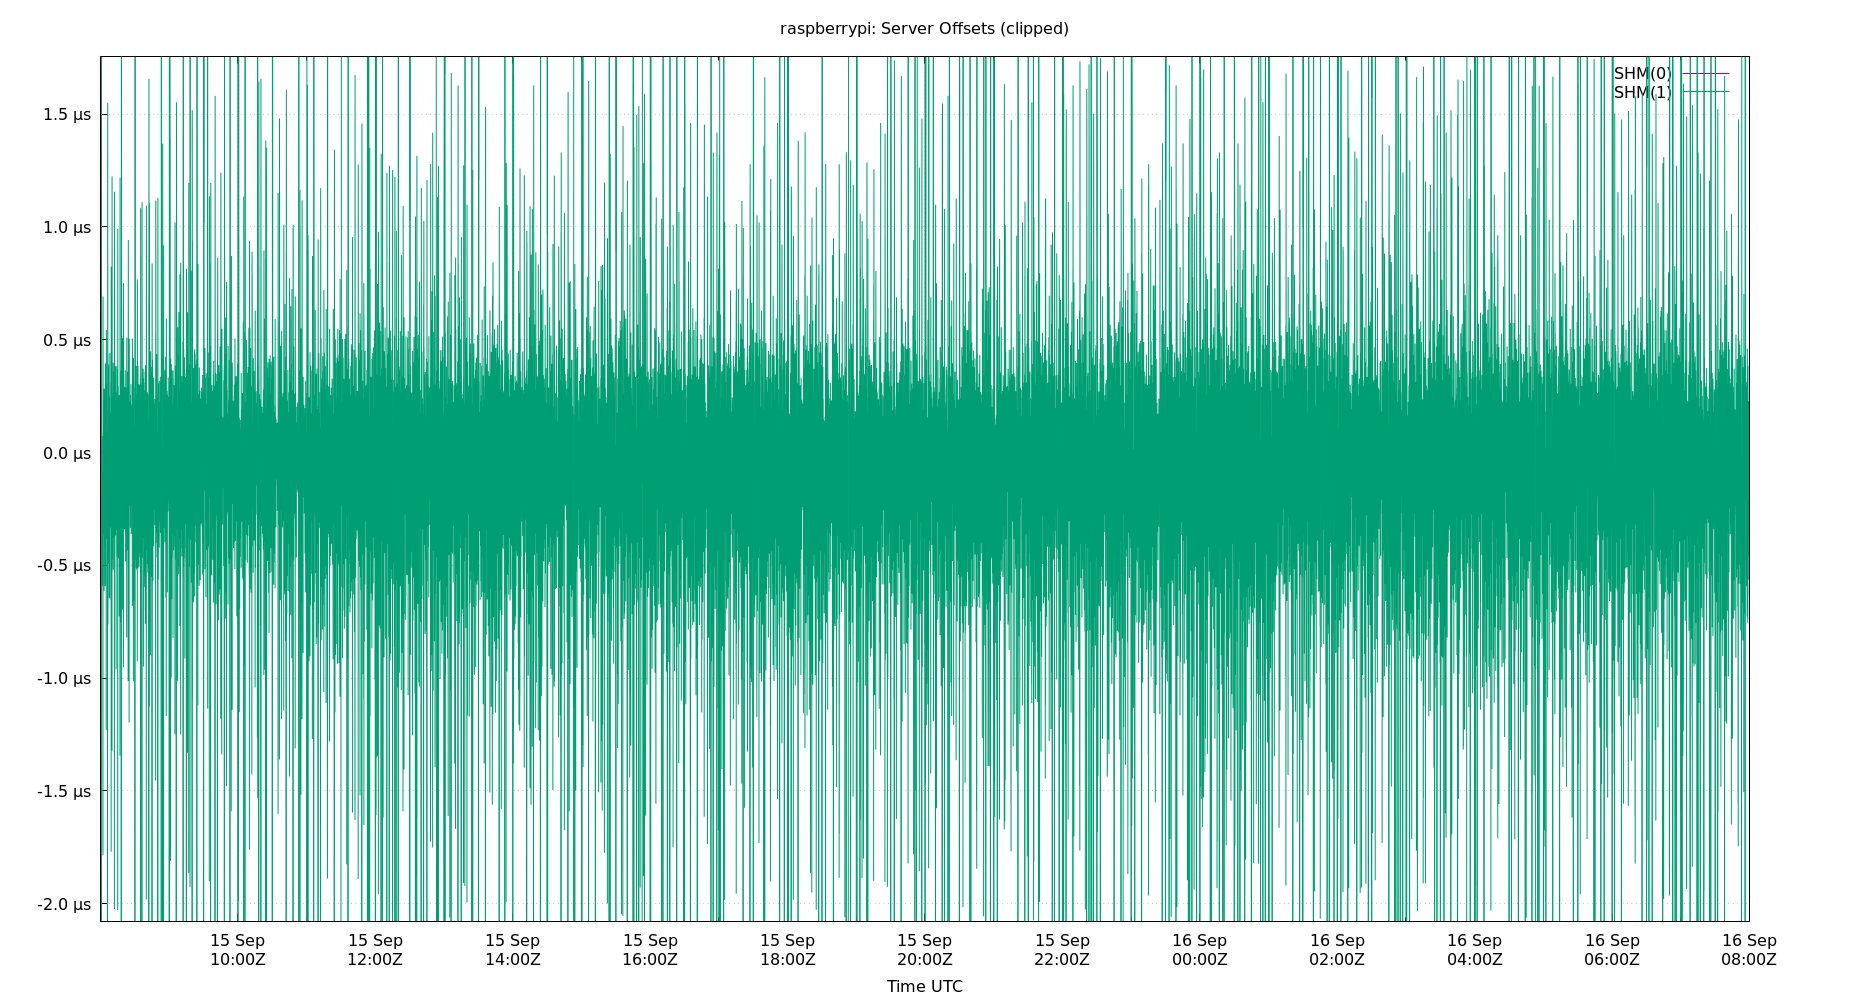 raspberrypi: Server Offsets (clipped)
SHM(0)
SHM(1)
1.5 µs
1.0 µs
0.5 µs
0.0 µs
-0.5 µs
-1.0 µs
-1.5 µs
-2.0 µs
15 Sep 15 Sep 15 Sep 15 Sep 15 Sep 15 Sep 15 Sep 16 Sep 16 Sep 16 Sep 16 Sep 16 Sep
10:00Z 12:00Z 14:00Z 16:00Z 18:00Z 20:00Z 22:00Z 00:00Z 02:00Z 04:00Z 06:00Z 08:00Z
Time UTC